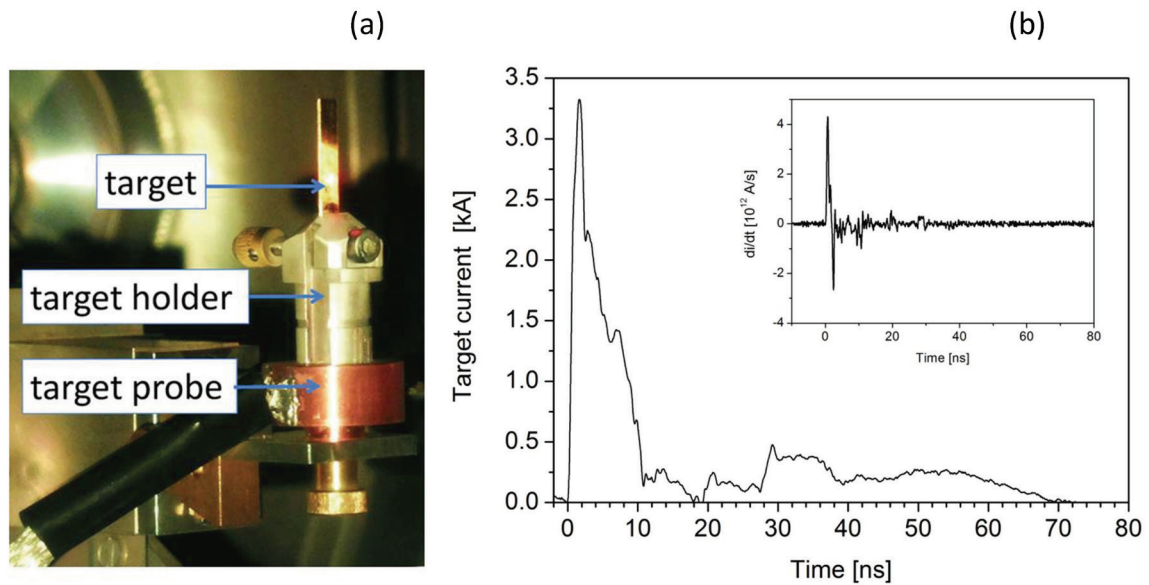 (a)
target
target holder
target probe
(b)
3.5
3.0
2.5
2.0
1.5
1.0
0.5
0.0
Target current [kA]
0 10 20 30 40 50 60 70 80
Time [ns]
4
2
0
-2
-4
di/dt [10¹² A/s]
0 20 40 60 80
Time [ns]